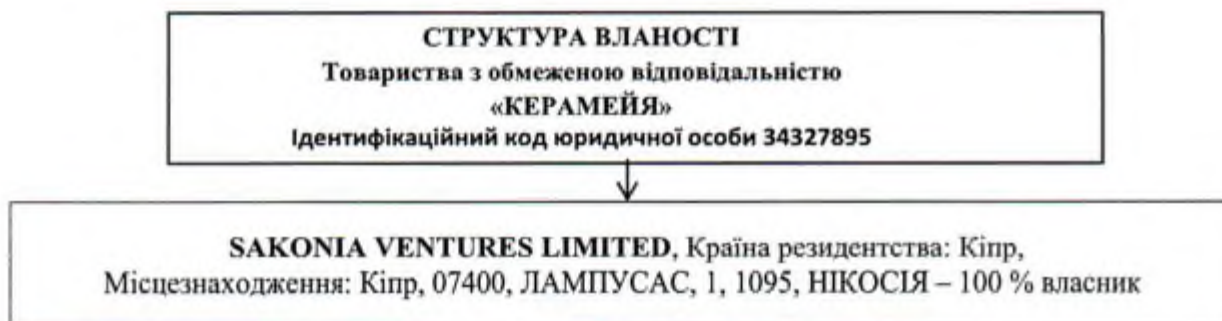 СТРУКТУРА ВЛАНОСТІ
Товариства з обмеженою відповідальністю
«КЕРАМЕЙЯ»
Ідентифікаційний код юридичної особи 34327895
SAKONIA VENTURES LIMITED, Країна резидентства: Кіпр,
Місцезнаходження: Кіпр, 07400, ЛАМПУСАС, 1, 1095, НІКОСІЯ – 100 % власник